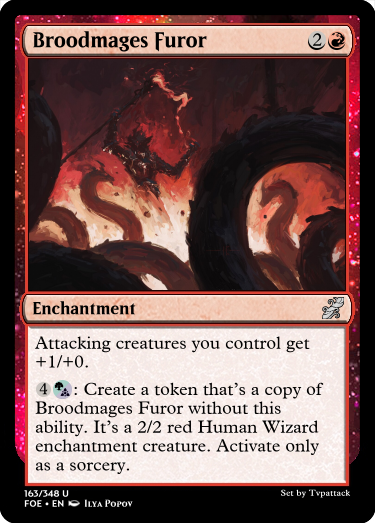 Broodmages Furor 2
Enchantment
Attacking creatures you control get
+1/+0.
4: Create a token that's a copy of
Broodmages Furor without this
ability. It's a 2/2 red Human Wizard
enchantment creature. Activate only
as a sorcery.
163/348 U
FOE • EN Ilya Popov
Set by Tvpattack